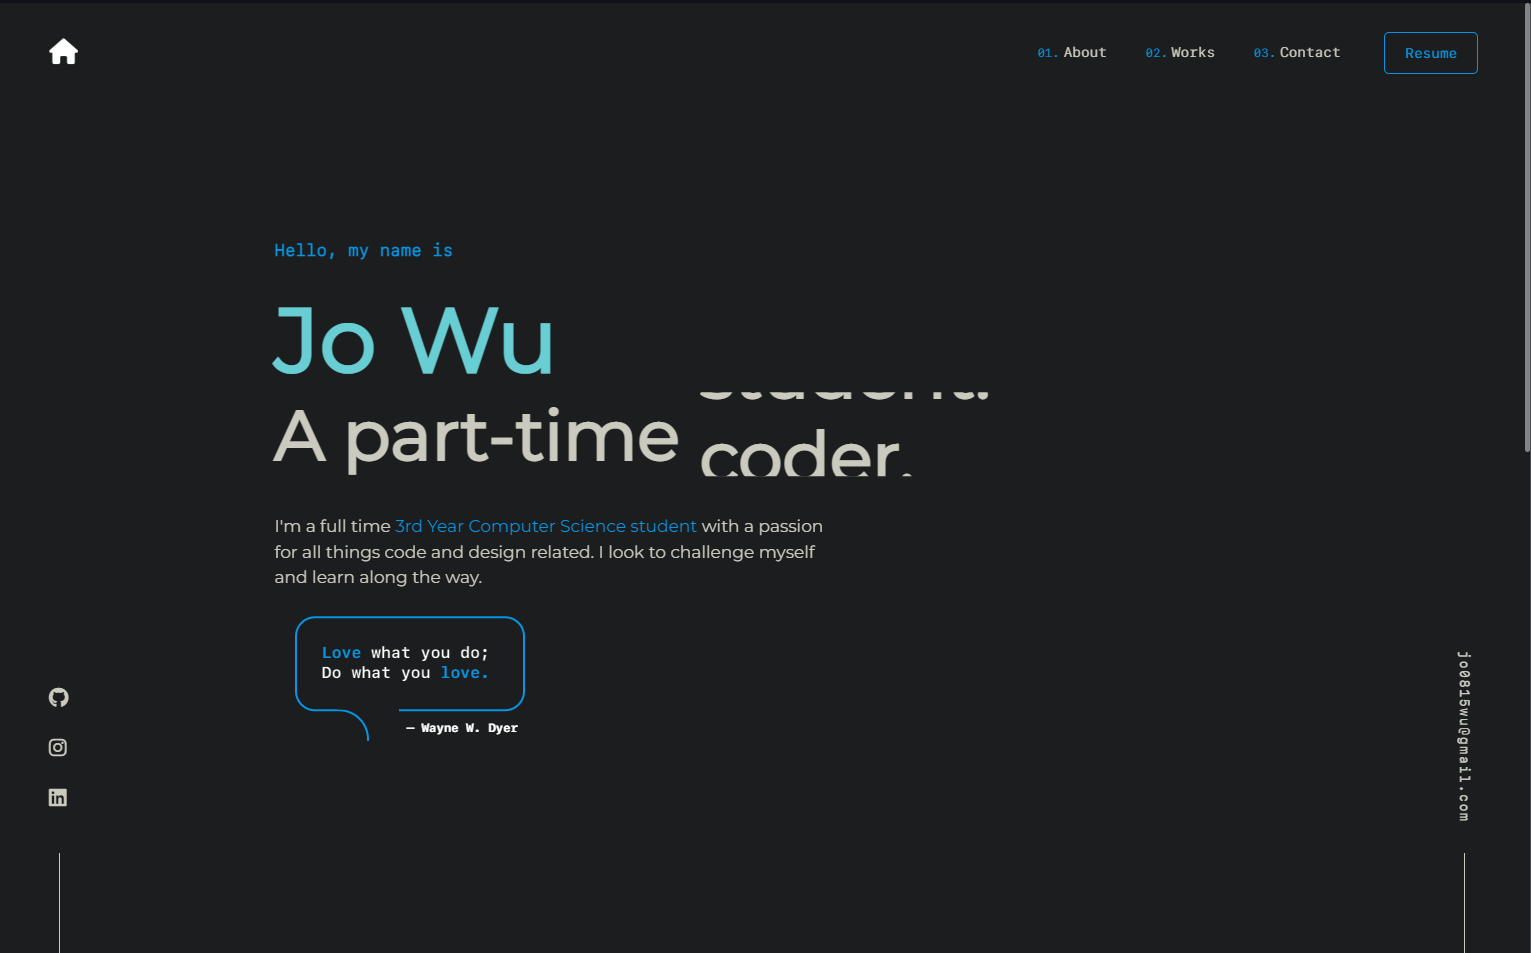 01. About
02. Works
03. Contact
Resume
Hello, my name is
Jo Wu
student.
A part-time coder.
I'm a full time 3rd Year Computer Science student with a passion
for all things code and design related. I look to challenge myself
and learn along the way.
Love what you do;
Do what you love.
— Wayne W. Dyer
jo0815wu@gmail.com